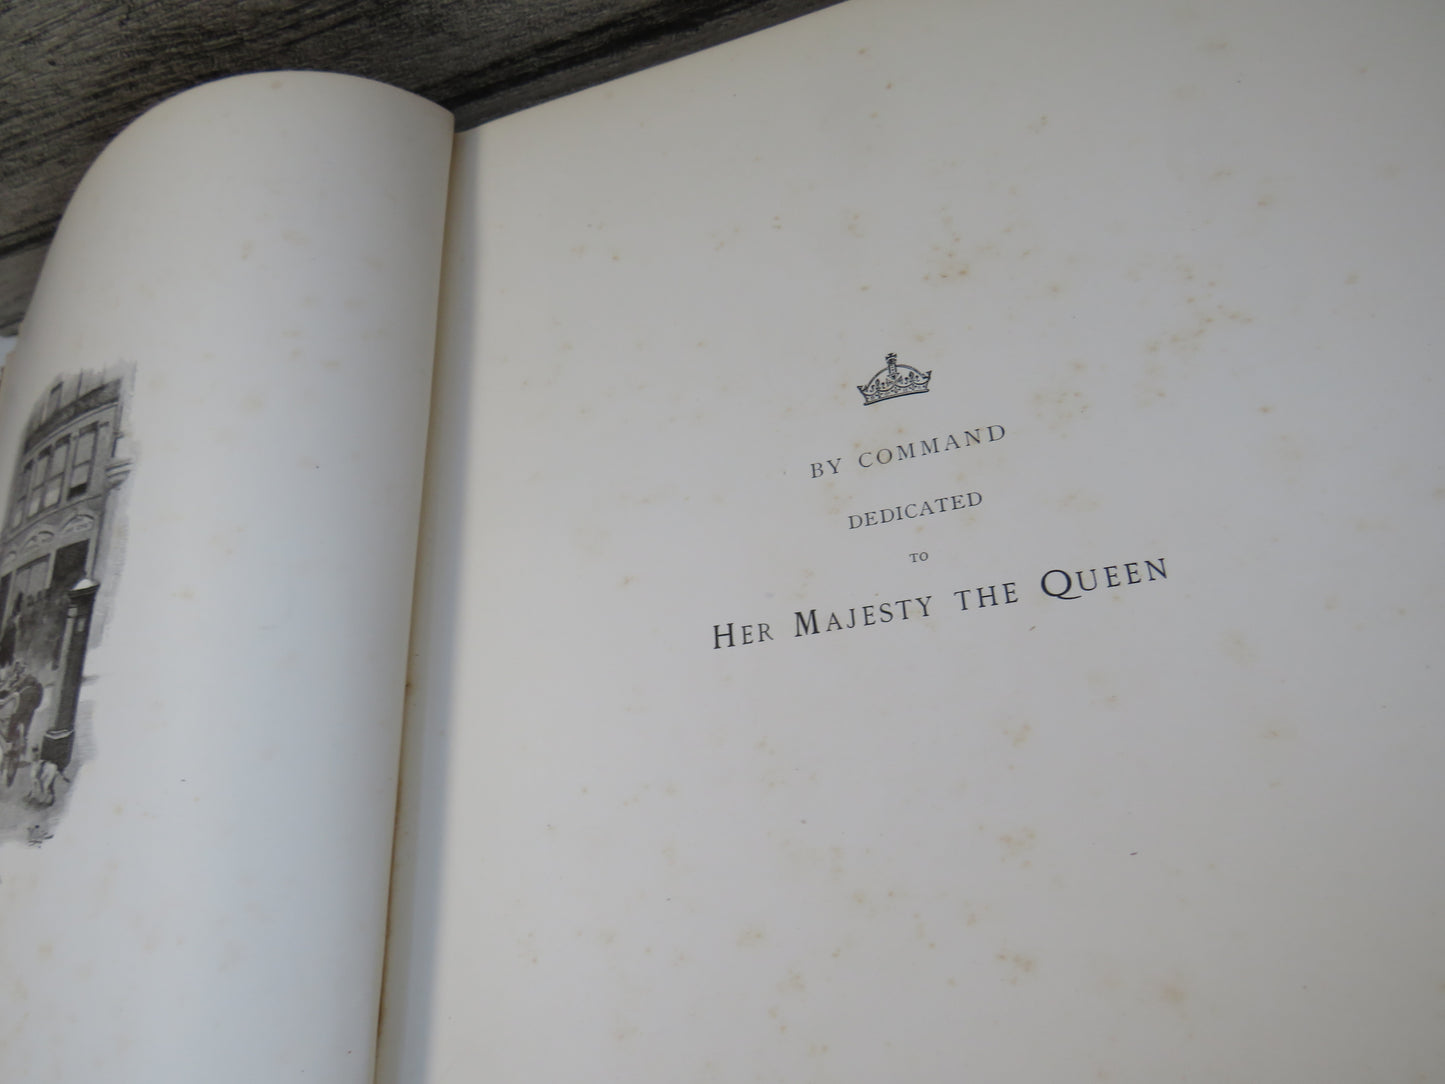 BY COMMAND
DEDICATED
TO
HER MAJESTY THE QUEEN